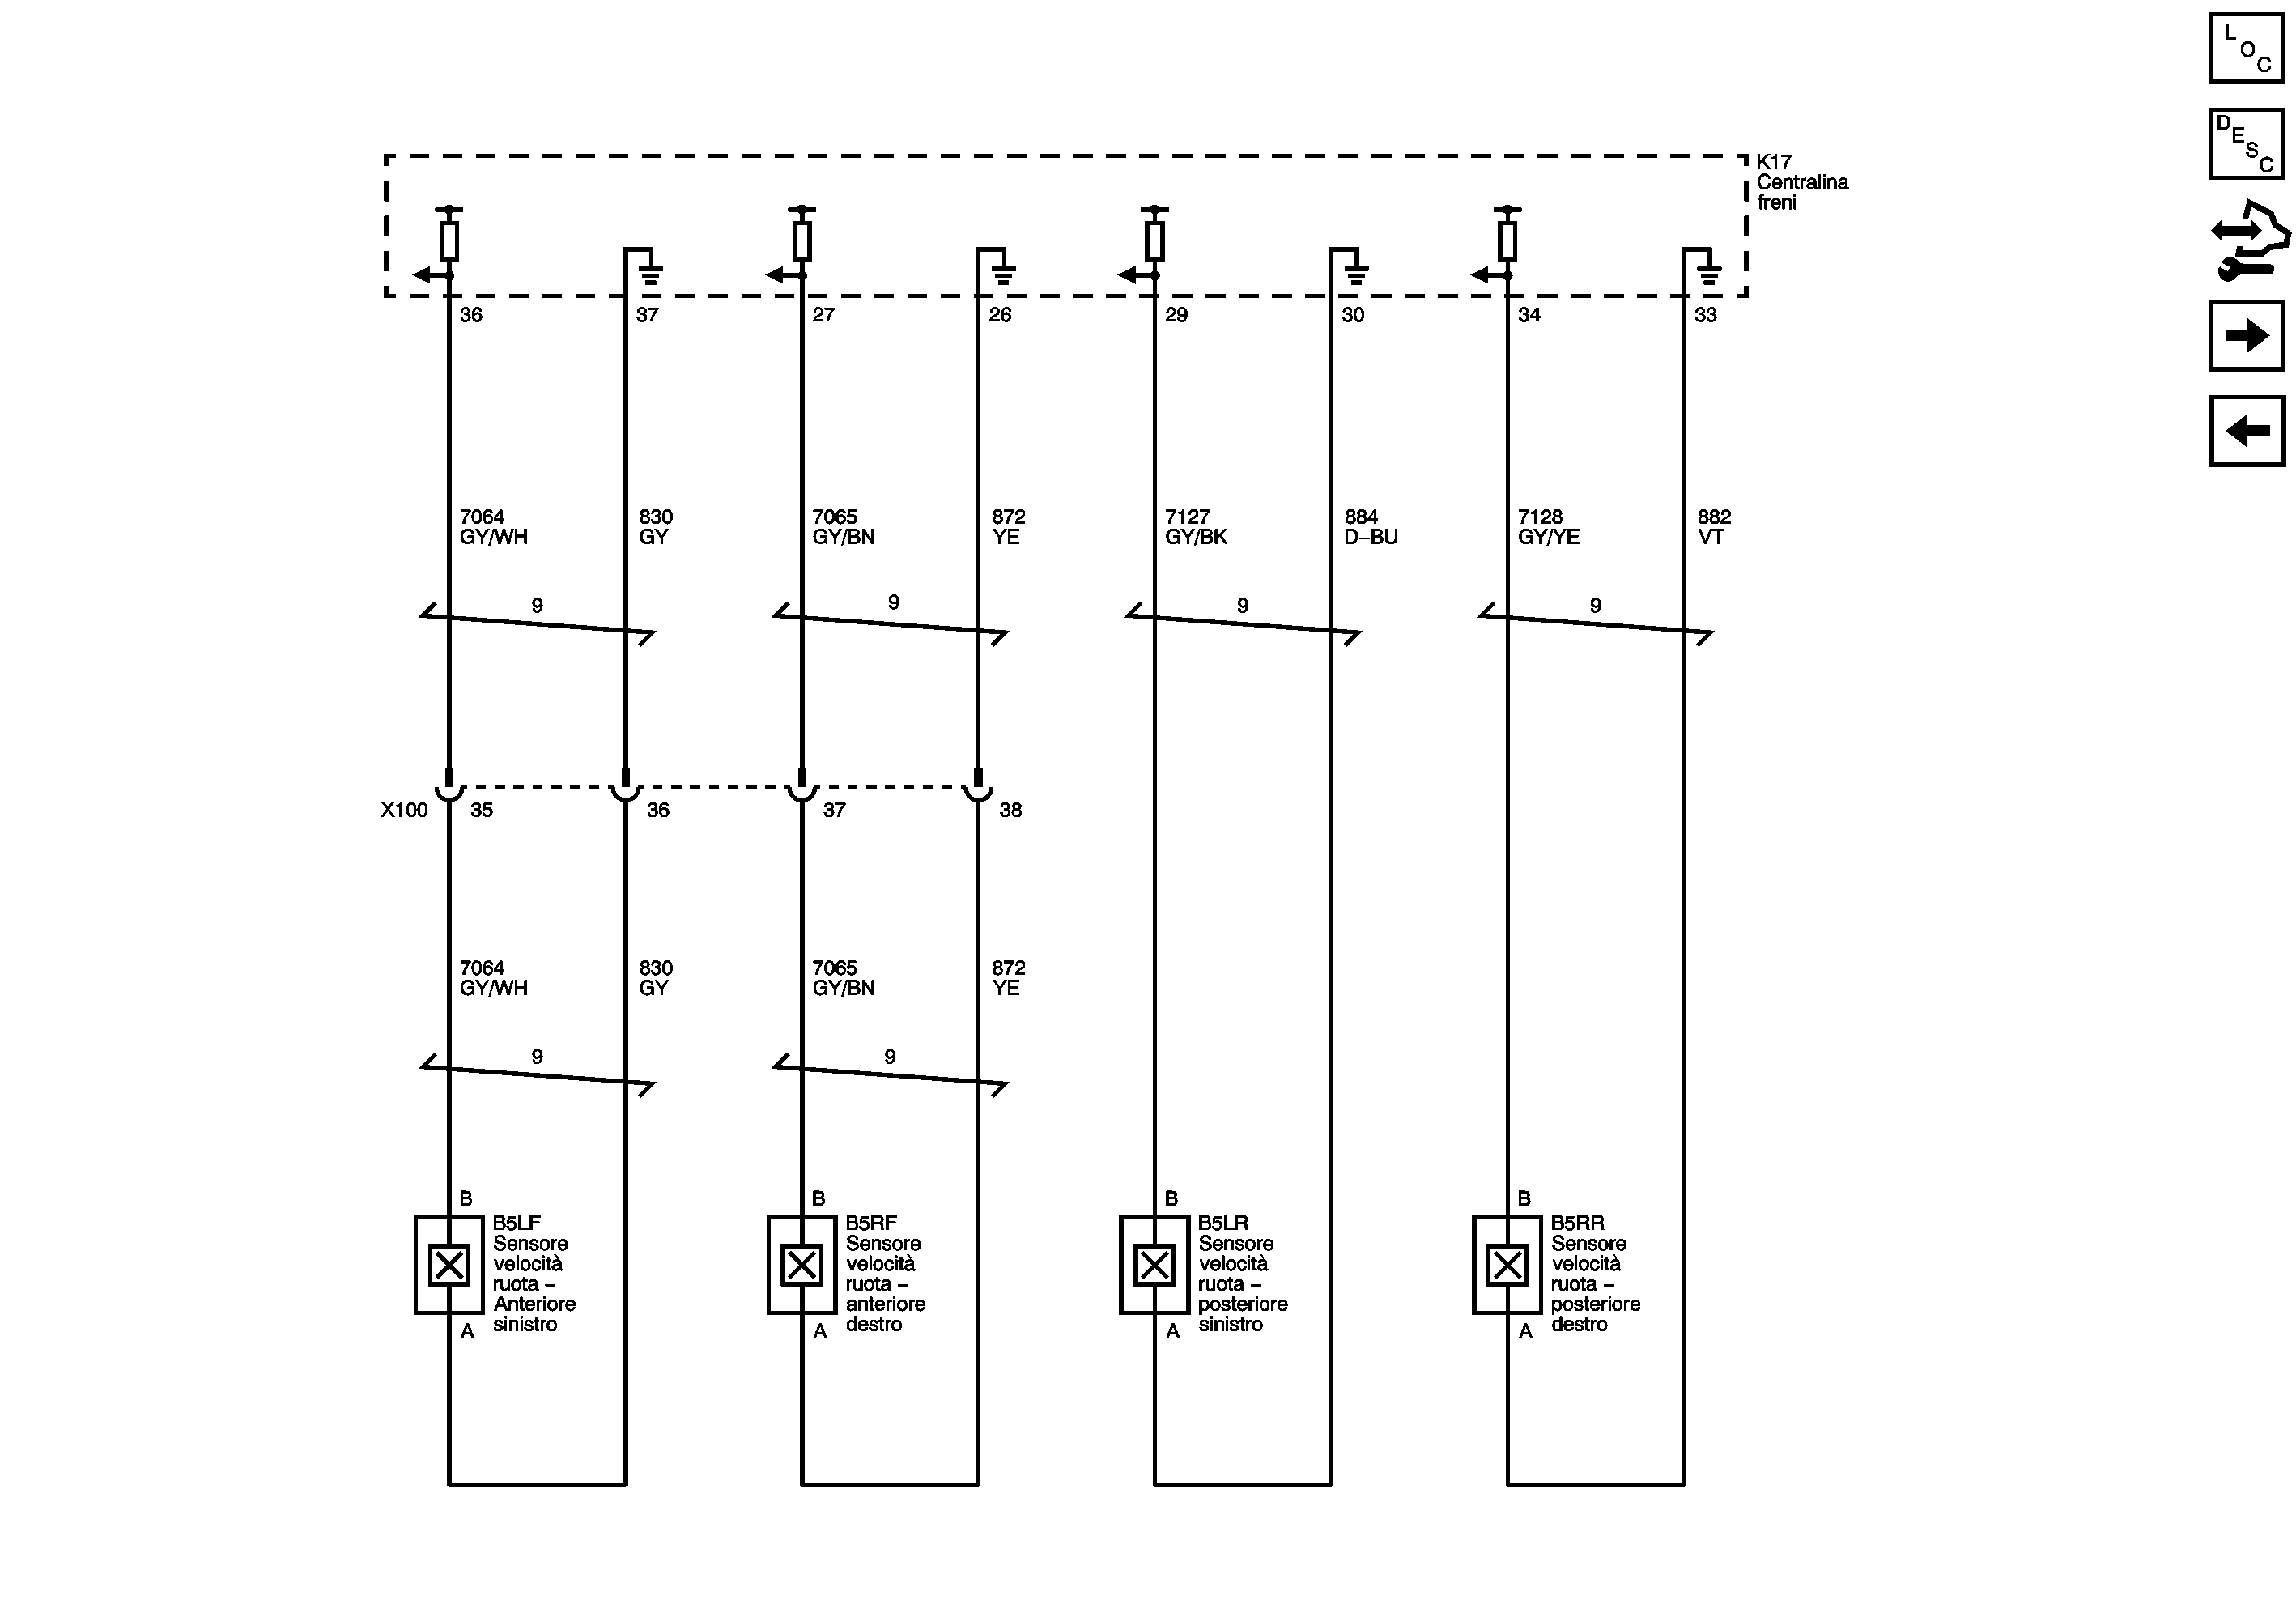 L
O
C
D
E
S
C
K17
Centralina
freni
36 37 27 26 29 30 34 33
7064
GY/WH
830
GY
7065
GY/BN
872
YE
7127
GY/BK
884
D–BU
7128
GY/YE
882
VT
9 9 9 9
X100 35 36 37 38
7064
GY/WH
830
GY
7065
GY/BN
872
YE
9 9
B B B B
B5LF
Sensore
velocità
ruota –
Anteriore
sinistro
B5RF
Sensore
velocità
ruota –
anteriore
destro
B5LR
Sensore
velocità
ruota –
posteriore
sinistro
B5RR
Sensore
velocità
ruota –
posteriore
destro
A A A A